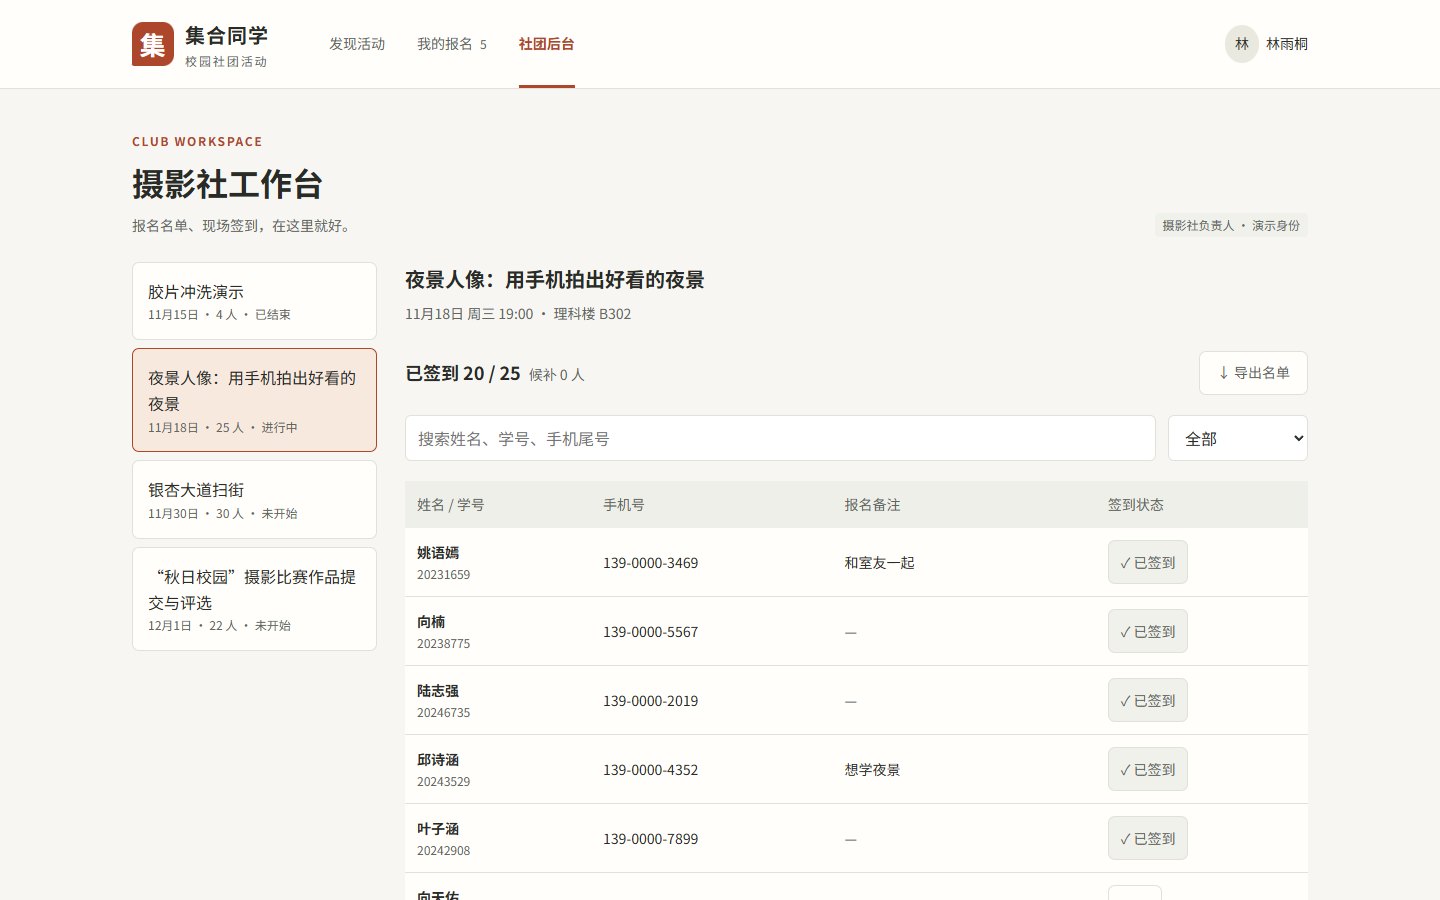 集
集合同学
校园社团活动
发现活动
我的报名 5
社团后台
林
林雨桐
CLUB WORKSPACE
摄影社工作台
报名名单、现场签到，在这里就好。
摄影社负责人 · 演示身份
胶片冲洗演示
11月15日 · 4 人 · 已结束
夜景人像：用手机拍出好看的
夜景
11月18日 · 25 人 · 进行中
银杏大道扫街
11月30日 · 30 人 · 未开始
“秋日校园”摄影比赛作品提
交与评选
12月1日 · 22 人 · 未开始
夜景人像：用手机拍出好看的夜景
11月18日 周三 19:00 · 理科楼 B302
已签到 20 / 25 候补 0 人
↓ 导出名单
搜索姓名、学号、手机尾号
全部
姓名 / 学号 手机号 报名备注 签到状态
姚语嫣
20231659
139-0000-3469
和室友一起
✓ 已签到
向楠
20238775
139-0000-5567
—
✓ 已签到
陆志强
20246735
139-0000-2019
—
✓ 已签到
邱诗涵
20243529
139-0000-4352
想学夜景
✓ 已签到
叶子涵
20242908
139-0000-7899
—
✓ 已签到
向天佑